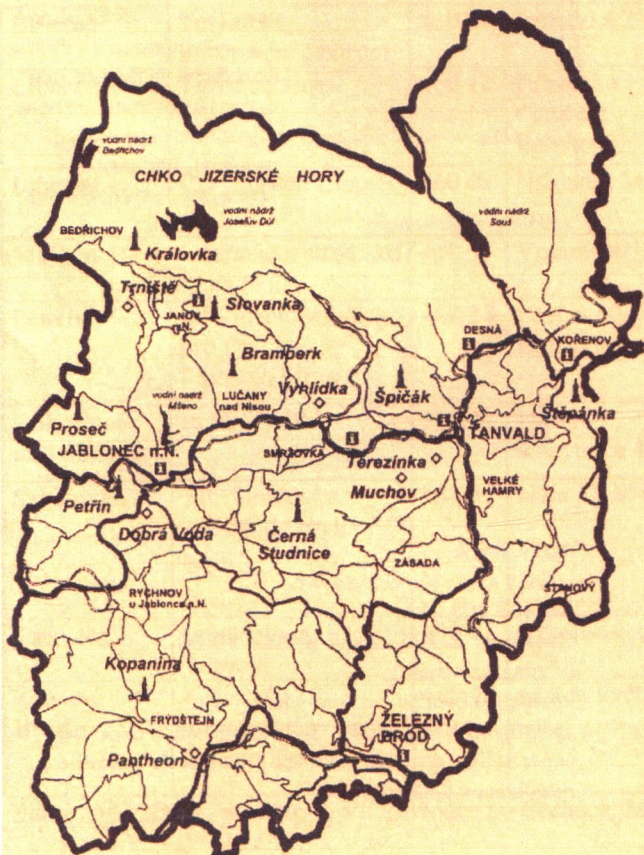 vodní nádrž
Bedřichov
CHKO JIZERSKÉ HORY
vodní nádrž
Josefův Důl
vodní nádrž
Souš
BEDŘICHOV
Královka
Trniště
i
Slovanka
JANOV
n.N.
DESNÁ
i
KOŘENOV
i
Bramberk
Vyhlídka
Špičák
Štěpánka
LUČANY
nad Nisou
vodní nádrž
Mšeno
Proseč
JABLONEC n.N.
i
SMRŽOVKA
i
i
TANVALD
Terezínka
Muchov
VELKÉ
HAMRY
Petřín
Dobrá Voda
Černá
Studnice
ZÁSADA
STANOVÝ
RYCHNOV
u Jablonce n.N.
Kopanina
FRÝDŠTEJN
Pantheon
ŽELEZNÝ
BROD
i